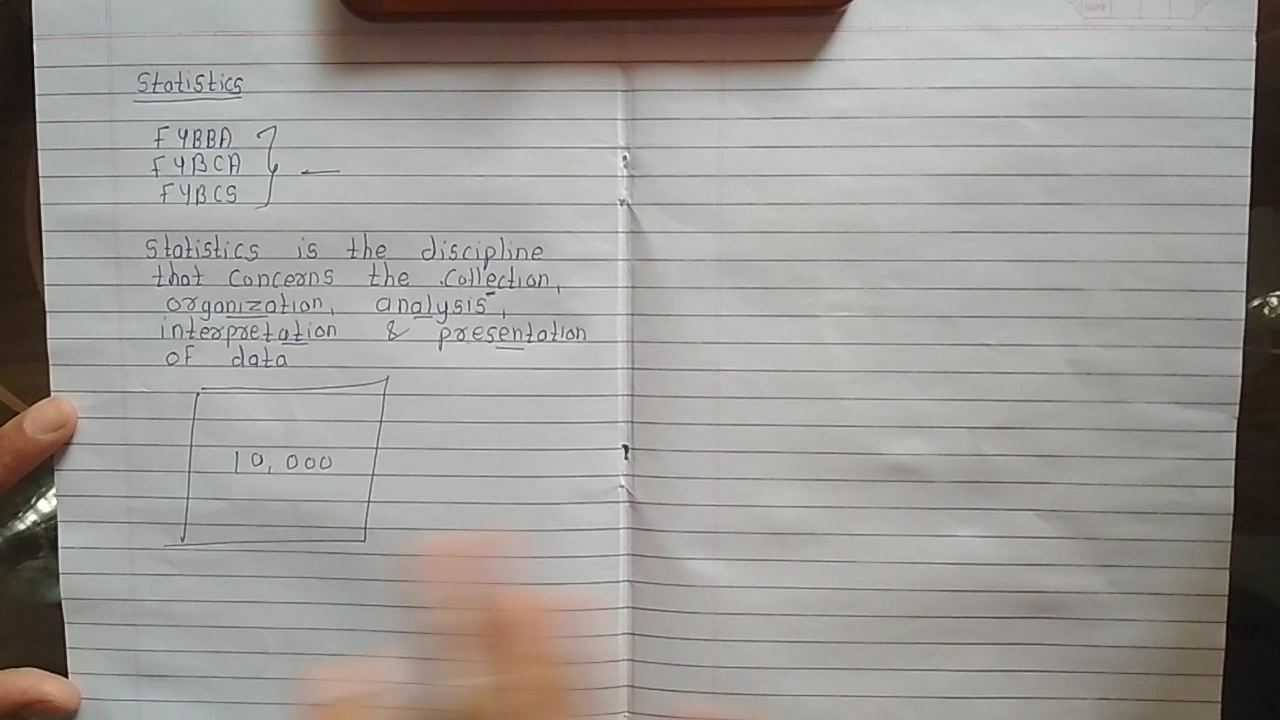 Statistics
FYBBA
FYBCA
FYBCS
Statistics is the discipline
that concerns the collection,
organization, analysis,
interpretation & presentation
of data
10,000
DATE